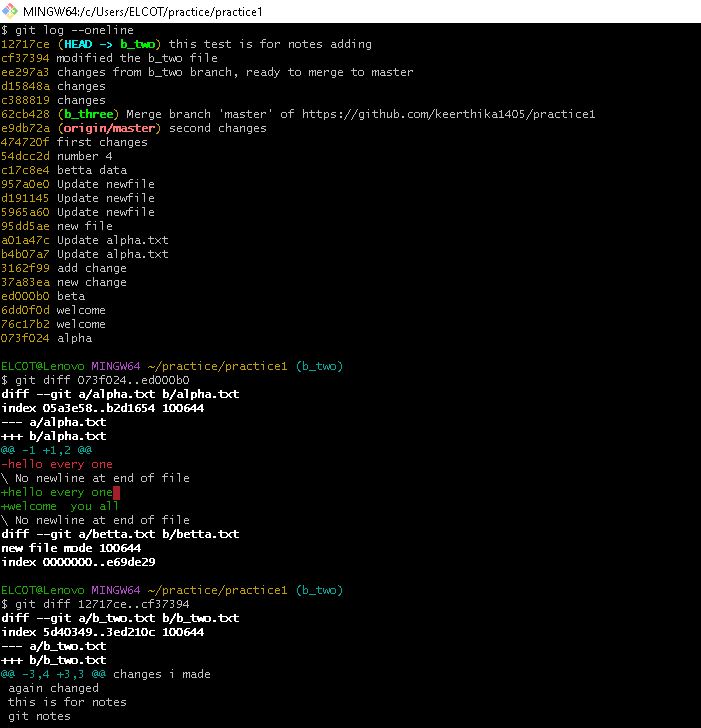 MINGW64:/c/Users/ELCOT/practice/practice1
$ git log --oneline
12717ce (HEAD -> b_two) this test is for notes adding
cf37394 modified the b_two file
ee297a3 changes from b_two branch, ready to merge to master
d15848a changes
c388819 changes
62cb428 (b_three) Merge branch 'master' of https://github.com/keerthika1405/practice1
e9db72a (origin/master) second changes
474720f first changes
54dcc2d number 4
c17c8e4 betta data
957a0e0 Update newfile
d191145 Update newfile
5965a60 Update newfile
95dd5ae new file
a01a47c Update alpha.txt
b4b07a7 Update alpha.txt
3162f99 add change
37a83ea new change
ed000b0 beta
6dd0f0d welcome
76c17b2 welcome
073f024 alpha
ELCOT@Lenovo MINGW64 ~/practice/practice1 (b_two)
$ git diff 073f024..ed000b0
diff --git a/alpha.txt b/alpha.txt
index 05a3e58..b2d1654 100644
--- a/alpha.txt
+++ b/alpha.txt
@@ -1 +1,2 @@
-hello every one
\ No newline at end of file
+hello every one
+welcome  you all
\ No newline at end of file
diff --git a/betta.txt b/betta.txt
new file mode 100644
index 0000000..e69de29
ELCOT@Lenovo MINGW64 ~/practice/practice1 (b_two)
$ git diff 12717ce..cf37394
diff --git a/b_two.txt b/b_two.txt
index 5d40349..3ed210c 100644
--- a/b_two.txt
+++ b/b_two.txt
@@ -3,4 +3,3 @@ changes i made
 again changed
 this is for notes
 git notes